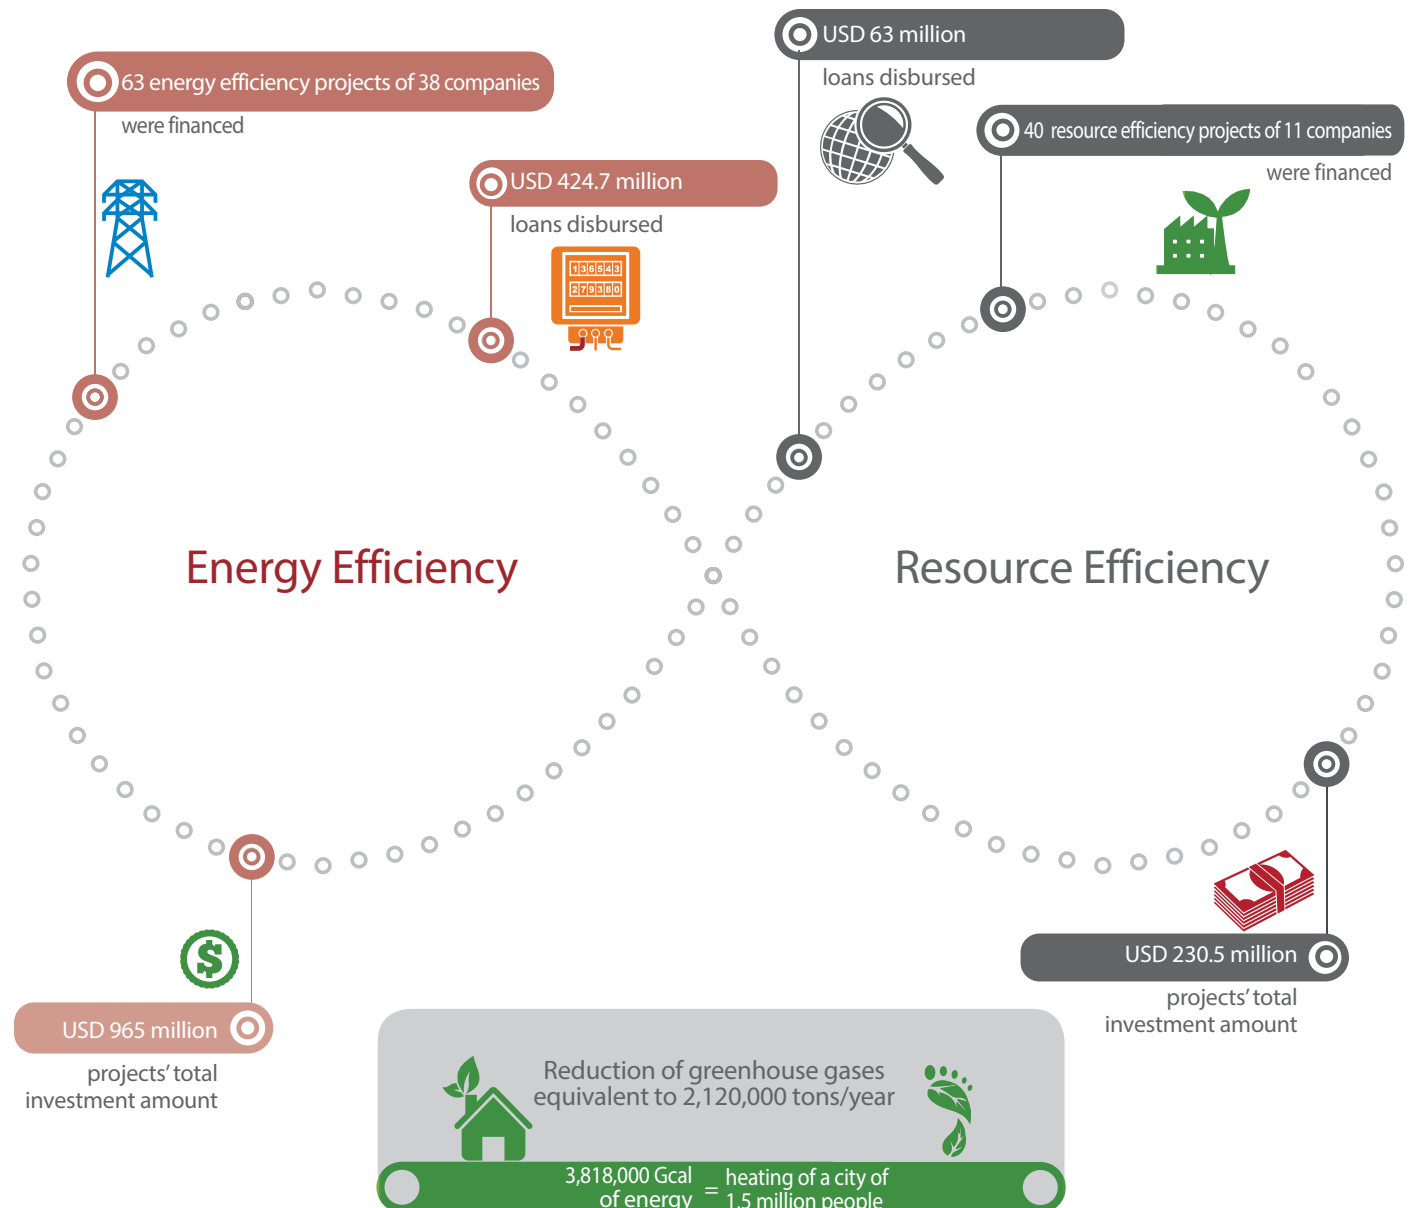 63 energy efficiency projects of 38 companies
were financed
USD 424.7 million
loans disbursed
136543
279380
USD 63 million
loans disbursed
40 resource efficiency projects of 11 companies
were financed
Energy Efficiency
Resource Efficiency
$
USD 965 million
projects' total
investment amount
USD 230.5 million
projects' total
investment amount
Reduction of greenhouse gases
equivalent to 2,120,000 tons/year
3,818,000 Gcal
of energy
=
heating of a city of
1.5 million people